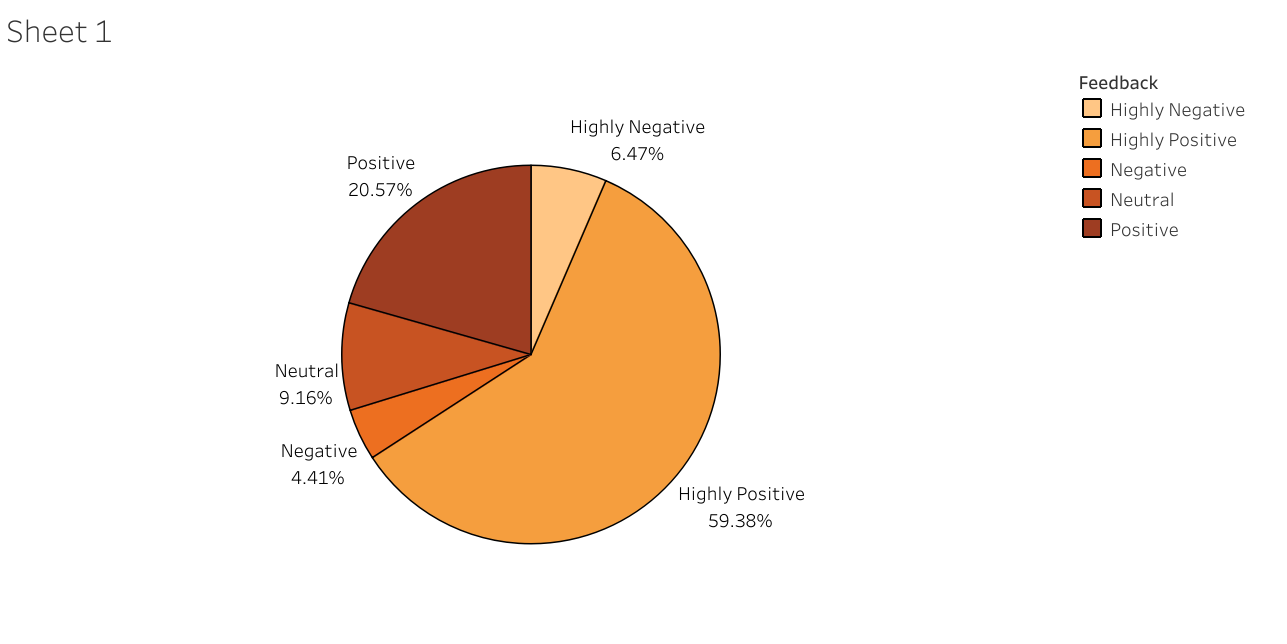 Sheet 1
Feedback
Highly Negative
Highly Positive
Negative
Neutral
Positive
Highly Negative
6.47%
Positive
20.57%
Neutral
9.16%
Negative
4.41%
Highly Positive
59.38%